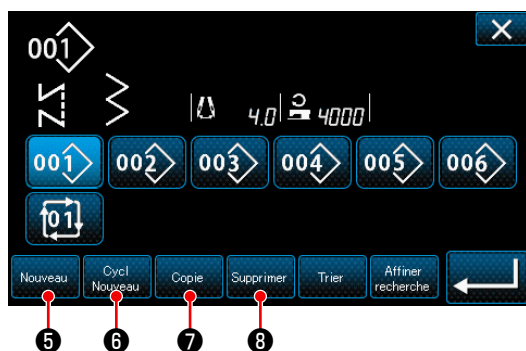 001
4.0 4000
001 002 003 004 005 006
01
Nouveau Cycl Nouveau Copie Supprimer Trier Affiner recherche
5 6 7 8